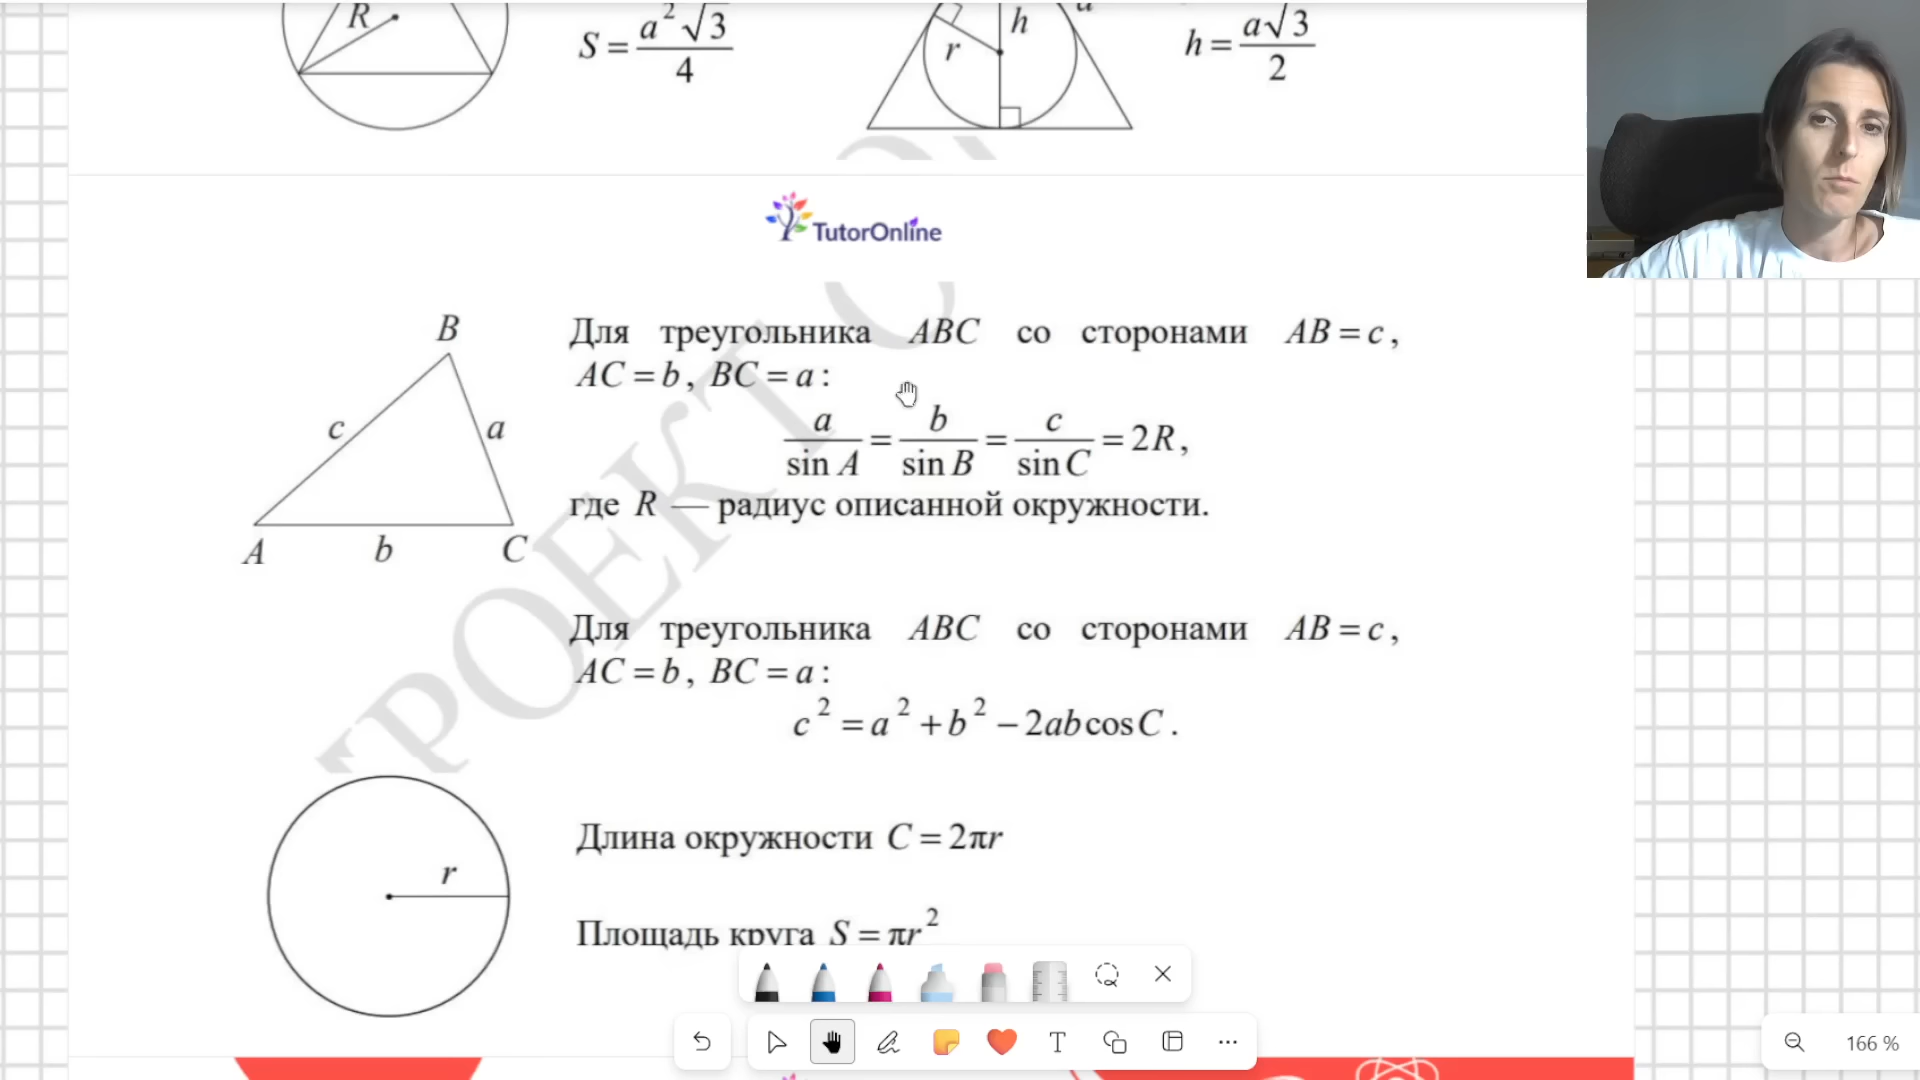 R
S = a² √3 / 4
r
h
h = a√3 / 2
TutorOnline
B
c
a
A
b
C
Для треугольника ABC со сторонами AB = c,
AC = b, BC = a:
a / sin A = b / sin B = c / sin C = 2R,
где R — радиус описанной окружности.
Для треугольника ABC со сторонами AB = c,
AC = b, BC = a:
c² = a² + b² − 2ab cos C.
r
Длина окружности C = 2πr
Площадь круга S = πr²
T
166 %